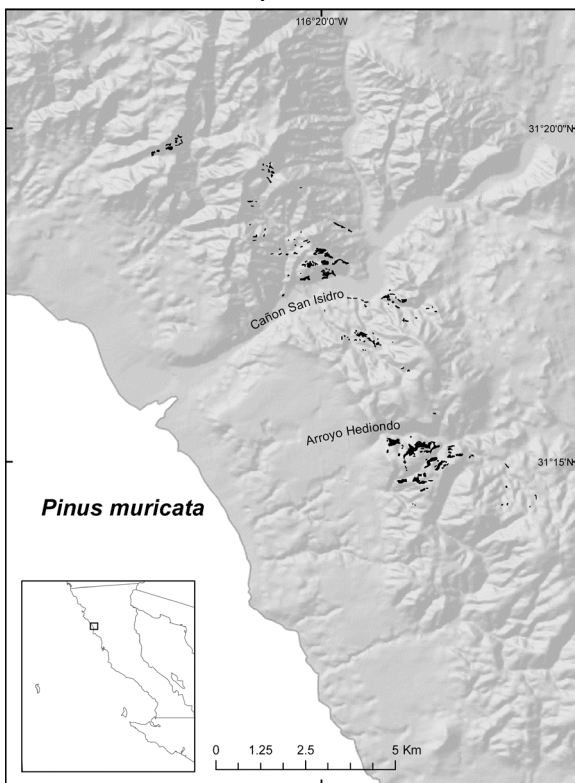 116°20'0"W
31°20'0"N
Cañon San Isidro
Arroyo Hediondo
31°15'N
Pinus muricata
0 1.25 2.5 5 Km